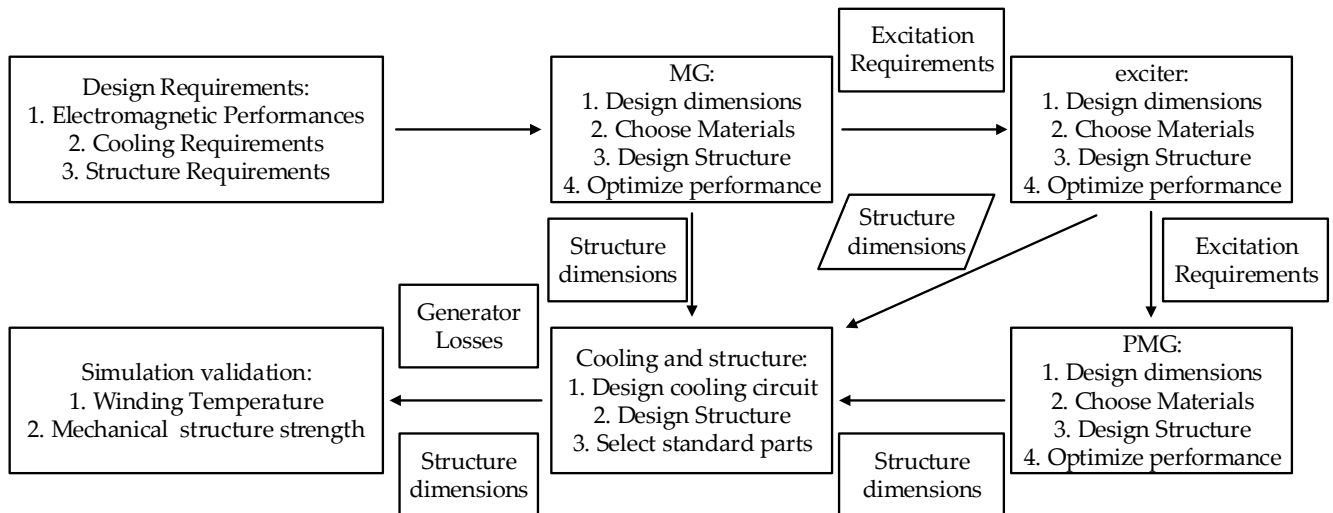 Design Requirements:
1. Electromagnetic Performances
2. Cooling Requirements
3. Structure Requirements
MG:
1. Design dimensions
2. Choose Materials
3. Design Structure
4. Optimize performance
Excitation
Requirements
exciter:
1. Design dimensions
2. Choose Materials
3. Design Structure
4. Optimize performance
Structure
dimensions
Structure
dimensions
Excitation
Requirements
Simulation validation:
1. Winding Temperature
2. Mechanical structure strength
Generator
Losses
Structure
dimensions
Cooling and structure:
1. Design cooling circuit
2. Design Structure
3. Select standard parts
Structure
dimensions
PMG:
1. Design dimensions
2. Choose Materials
3. Design Structure
4. Optimize performance